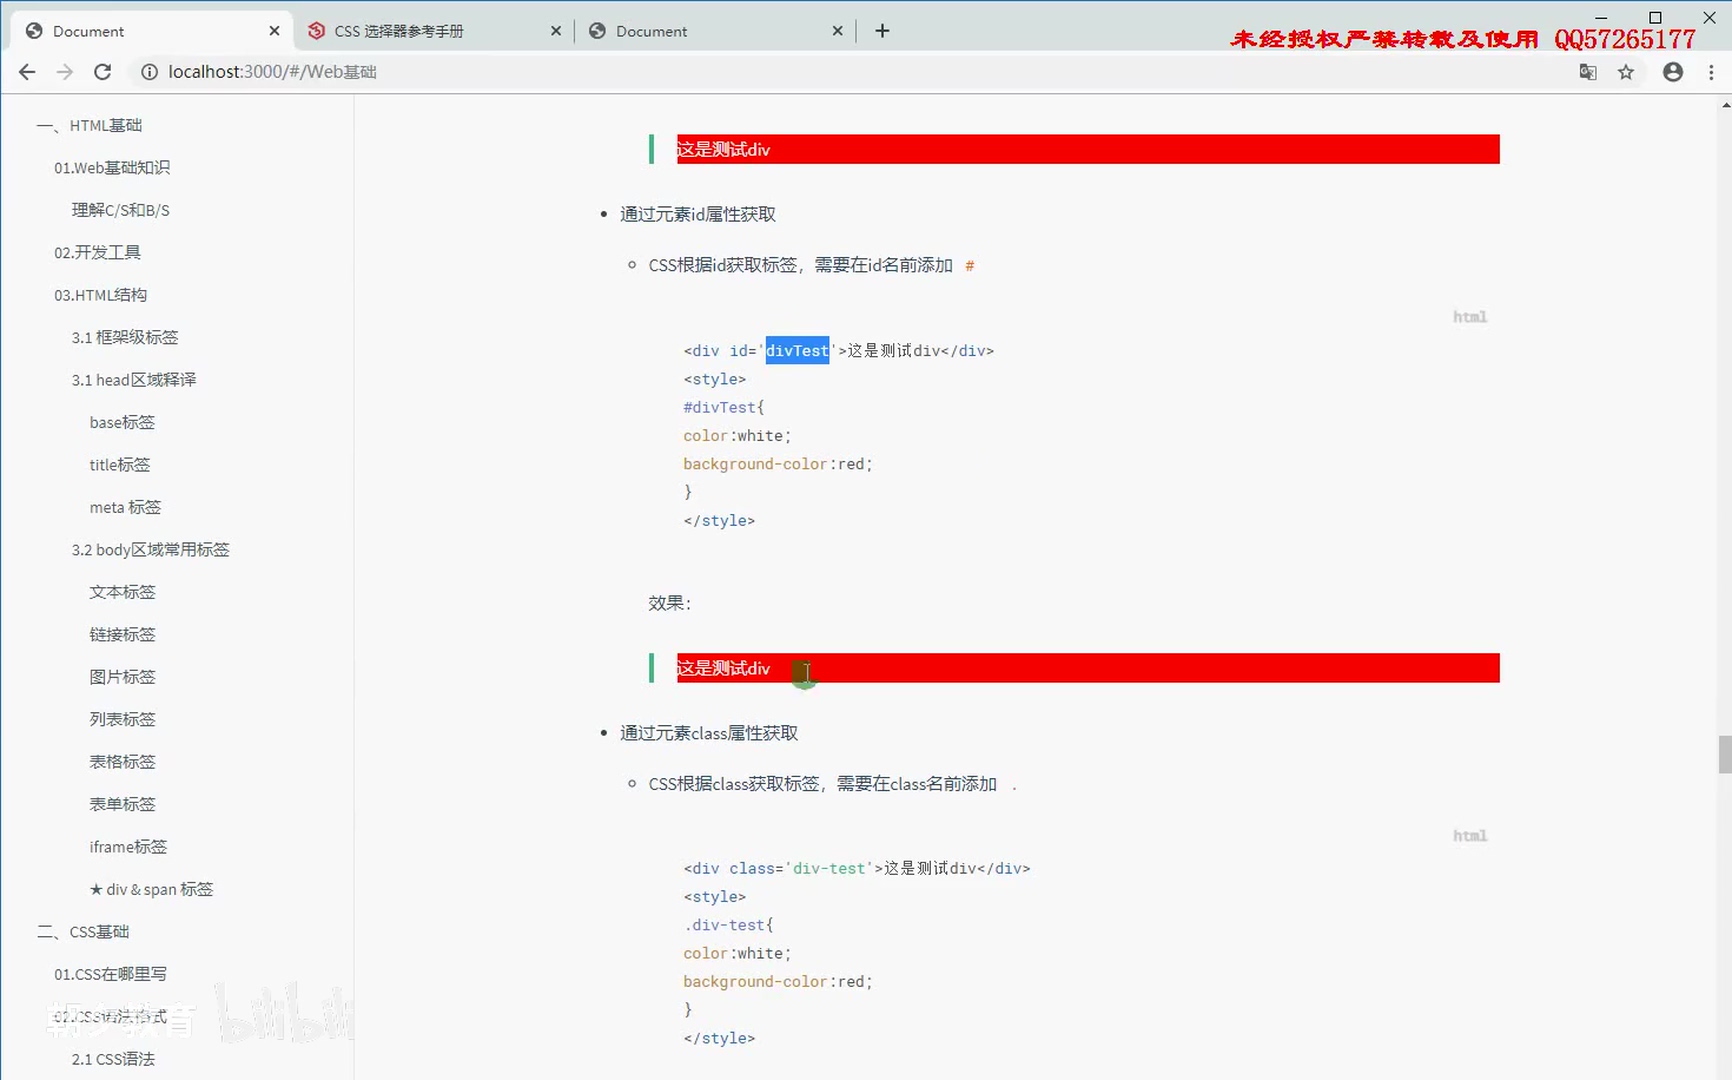 Document
CSS 选择器参考手册
Document
未经授权严禁转载及使用 QQ57265177
localhost:3000/#/Web基础
一、HTML基础
01.Web基础知识
理解C/S和B/S
02.开发工具
03.HTML结构
3.1 框架级标签
3.1 head区域释译
base标签
title标签
meta 标签
3.2 body区域常用标签
文本标签
链接标签
图片标签
列表标签
表格标签
表单标签
iframe标签
★ div & span 标签
二、CSS基础
01.CSS在哪里写
02.CSS语法格式
2.1 CSS语法
朝夕教育
bilibili
这是测试div
• 通过元素id属性获取
CSS根据id获取标签，需要在id名前添加 #
html
<div id='divTest'>这是测试div</div>
<style>
#divTest{
color:white;
background-color:red;
}
</style>
效果：
这是测试div
• 通过元素class属性获取
CSS根据class获取标签，需要在class名前添加 .
html
<div class='div-test'>这是测试div</div>
<style>
.div-test{
color:white;
background-color:red;
}
</style>